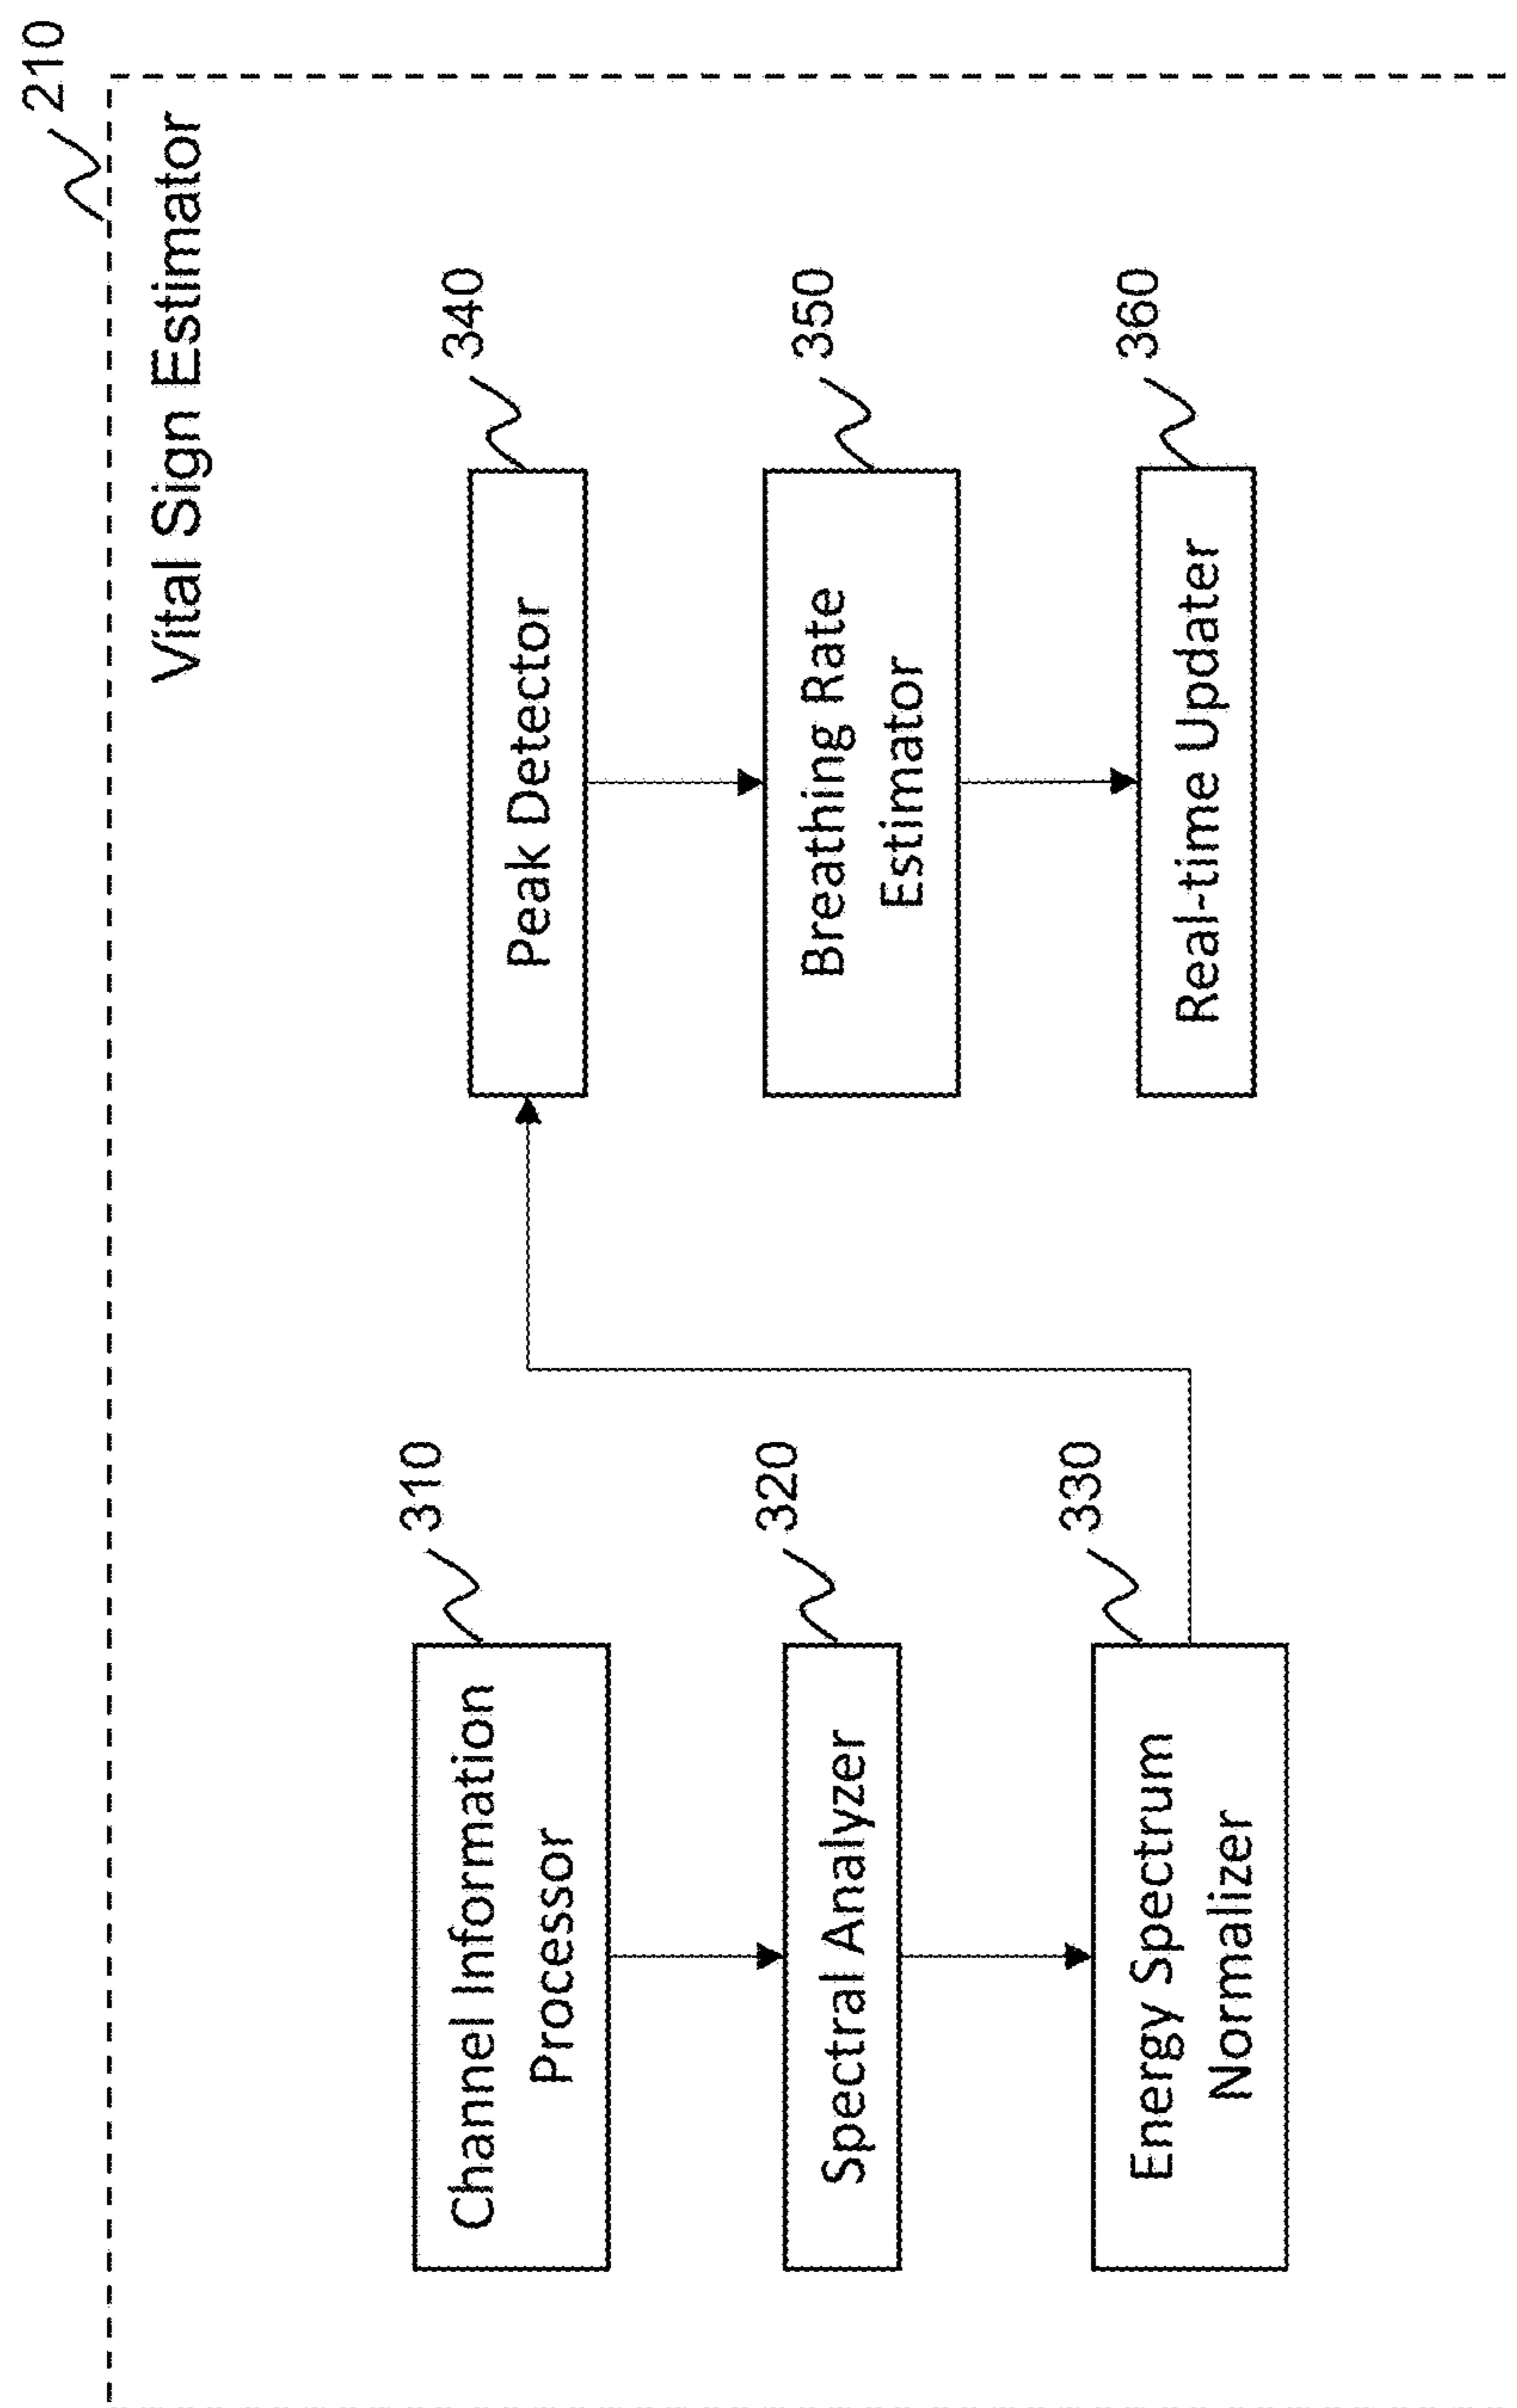 210
Vital Sign Estimator
310
Channel Information
Processor
320
Spectral Analyzer
330
Energy Spectrum
Normalizer
340
Peak Detector
350
Breathing Rate
Estimator
360
Real-time Updater